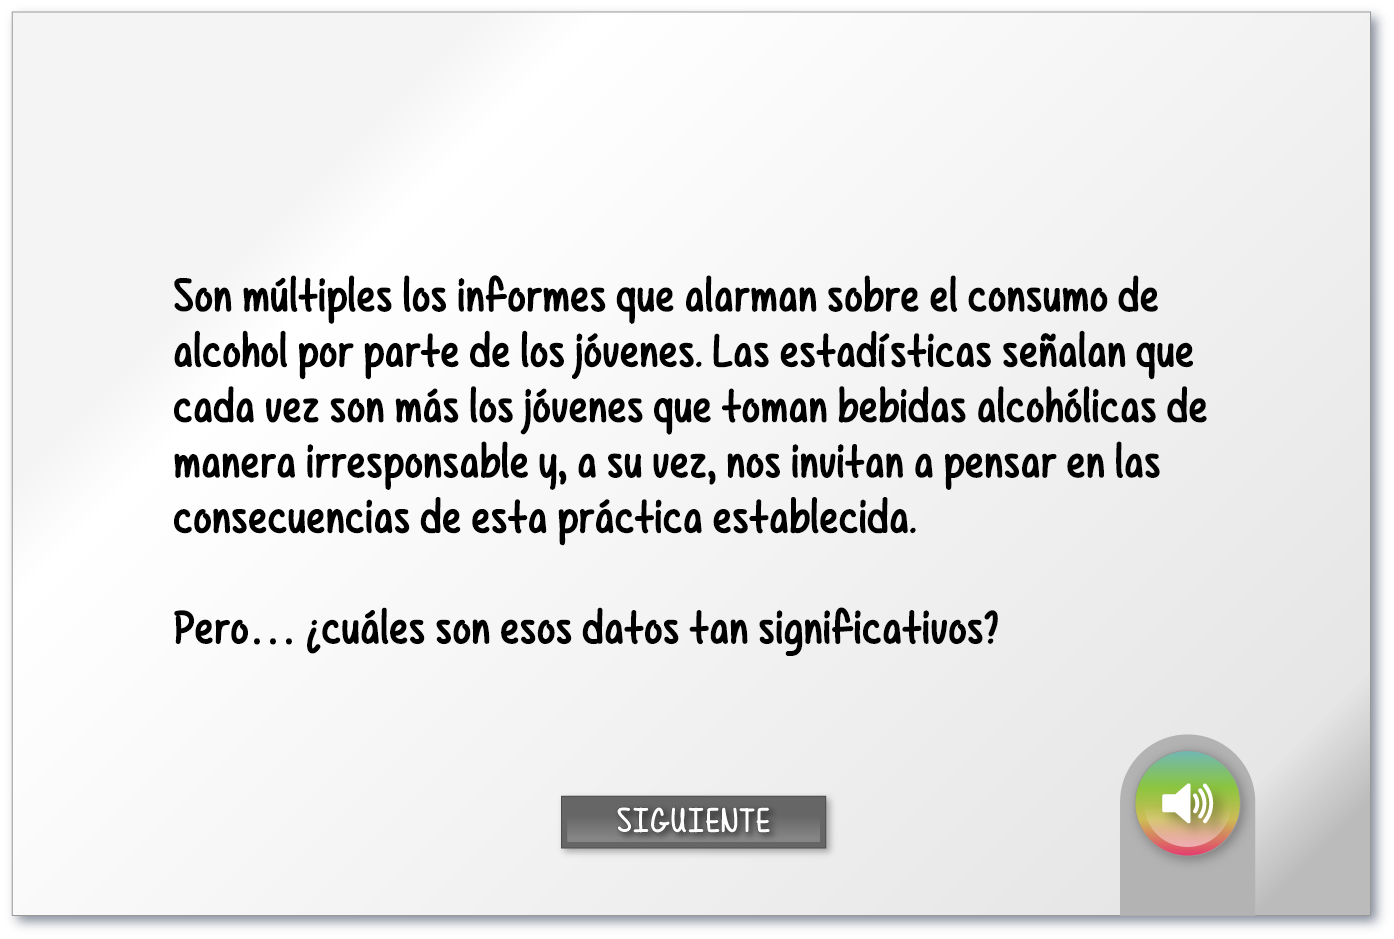 Son múltiples los informes que alarman sobre el consumo de
alcohol por parte de los jóvenes. Las estadísticas señalan que
cada vez son más los jóvenes que toman bebidas alcohólicas de
manera irresponsable y, a su vez, nos invitan a pensar en las
consecuencias de esta práctica establecida.
Pero... ¿cuáles son esos datos tan significativos?
SIGUIENTE